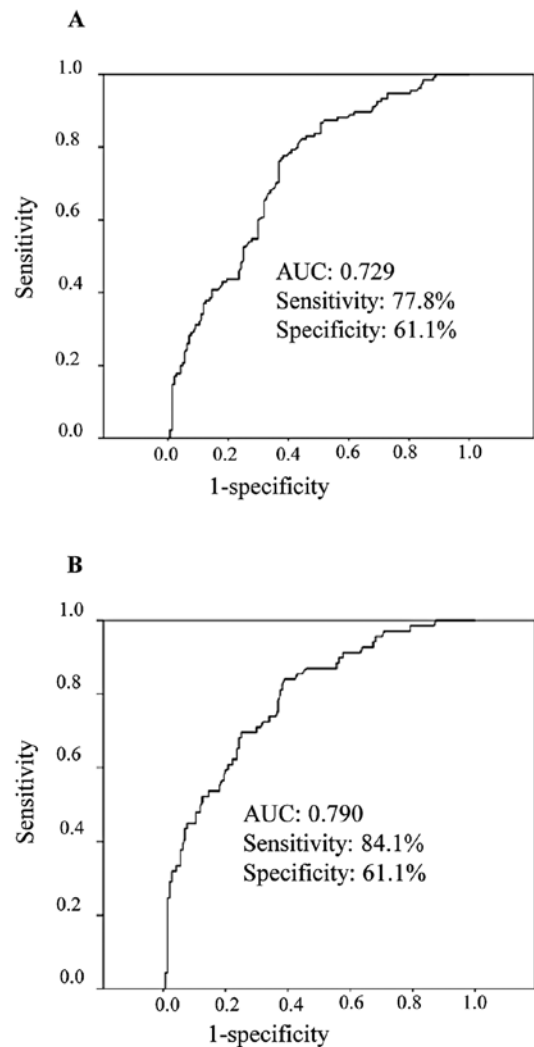 A
1.0
0.8
0.6
0.4
0.2
0.0
Sensitivity
AUC: 0.729
Sensitivity: 77.8%
Specificity: 61.1%
0.0 0.2 0.4 0.6 0.8 1.0
1-specificity
B
1.0
0.8
0.6
0.4
0.2
0.0
Sensitivity
AUC: 0.790
Sensitivity: 84.1%
Specificity: 61.1%
0.0 0.2 0.4 0.6 0.8 1.0
1-specificity